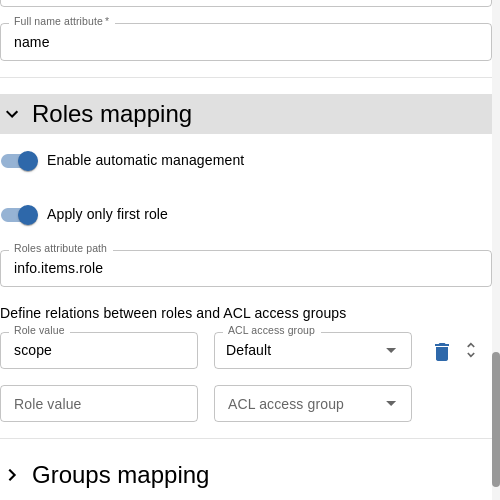 Full name attribute *
name
Roles mapping
Enable automatic management
Apply only first role
Roles attribute path
info.items.role
Define relations between roles and ACL access groups
Role value
ACL access group
scope
Default
Role value
ACL access group
Groups mapping